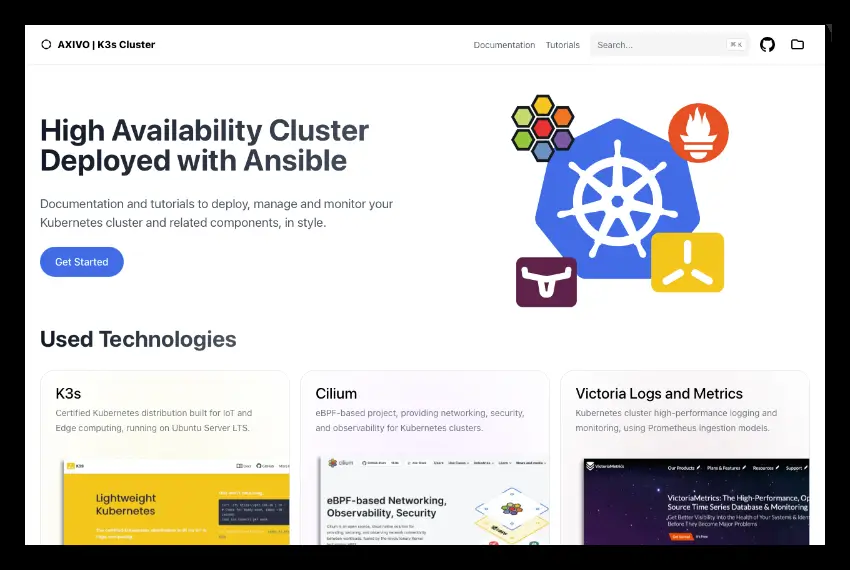 AXIVO | K3s Cluster
Documentation
Tutorials
Search...
⌘ K
High Availability Cluster
Deployed with Ansible
Documentation and tutorials to deploy, manage and monitor your
Kubernetes cluster and related components, in style.
Get Started
Used Technologies
K3s
Certified Kubernetes distribution built for IoT and
Edge computing, running on Ubuntu Server LTS.
K3S
GitHub
Lightweight
Kubernetes
Cilium
eBPF-based project, providing networking, security,
and observability for Kubernetes clusters.
cilium
eBPF-based Networking,
Observability, Security
Victoria Logs and Metrics
Kubernetes cluster high-performance logging and
monitoring, using Prometheus ingestion models.
VictoriaMetrics
Our Products
Plans & Features
Resources
Support
VictoriaMetrics: The High-Performance, Op
Source Time Series Database & Monitoring
Get Better Visibility Into the Health of Your Systems & Iden
Before They Become Major Problems